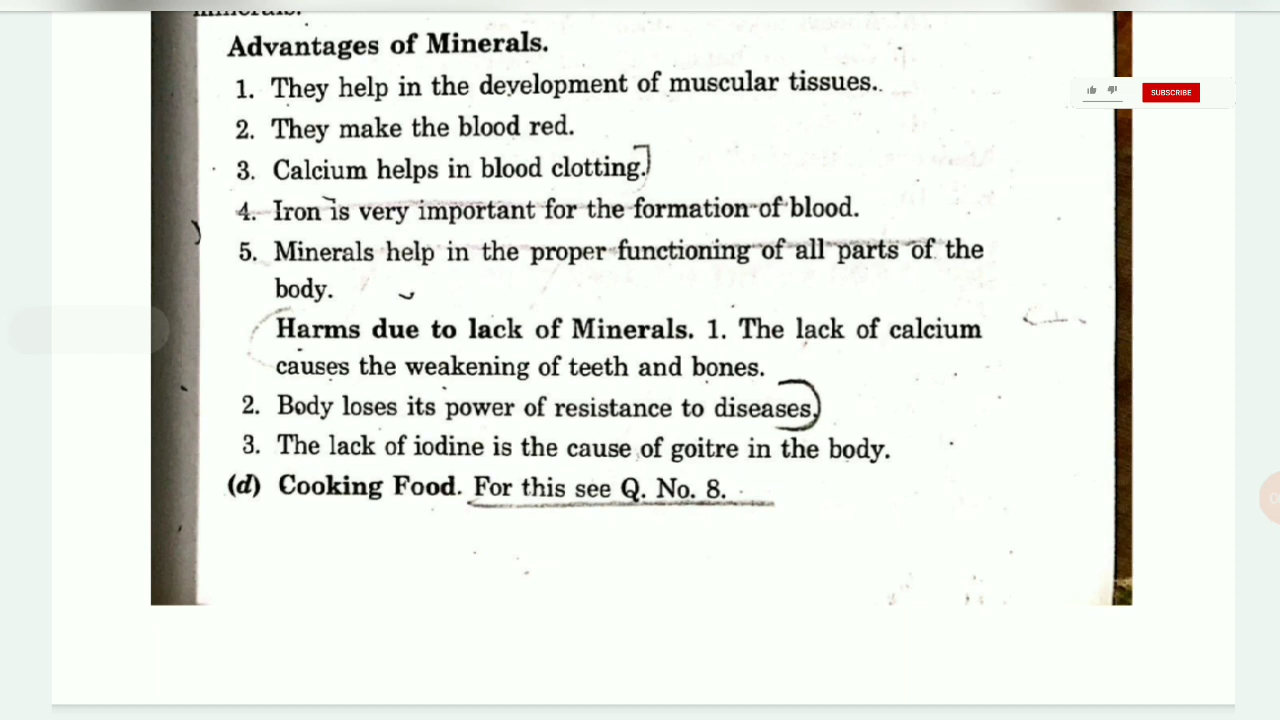 Advantages of Minerals.
1. They help in the development of muscular tissues.
2. They make the blood red.
3. Calcium helps in blood clotting.
4. Iron is very important for the formation of blood.
5. Minerals help in the proper functioning of all parts of the
body.
Harms due to lack of Minerals. 1. The lack of calcium
causes the weakening of teeth and bones.
2. Body loses its power of resistance to diseases.
3. The lack of iodine is the cause of goitre in the body.
(d) Cooking Food. For this see Q. No. 8.
SUBSCRIBE